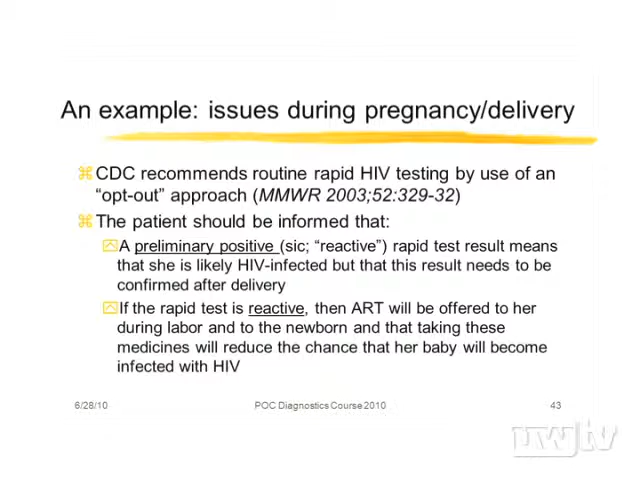 An example: issues during pregnancy/delivery
CDC recommends routine rapid HIV testing by use of an
"opt-out" approach (MMWR 2003;52:329-32)
The patient should be informed that:
A preliminary positive (sic; "reactive") rapid test result means
that she is likely HIV-infected but that this result needs to be
confirmed after delivery
If the rapid test is reactive, then ART will be offered to her
during labor and to the newborn and that taking these
medicines will reduce the chance that her baby will become
infected with HIV
6/28/10
POC Diagnostics Course 2010
43
uwtv